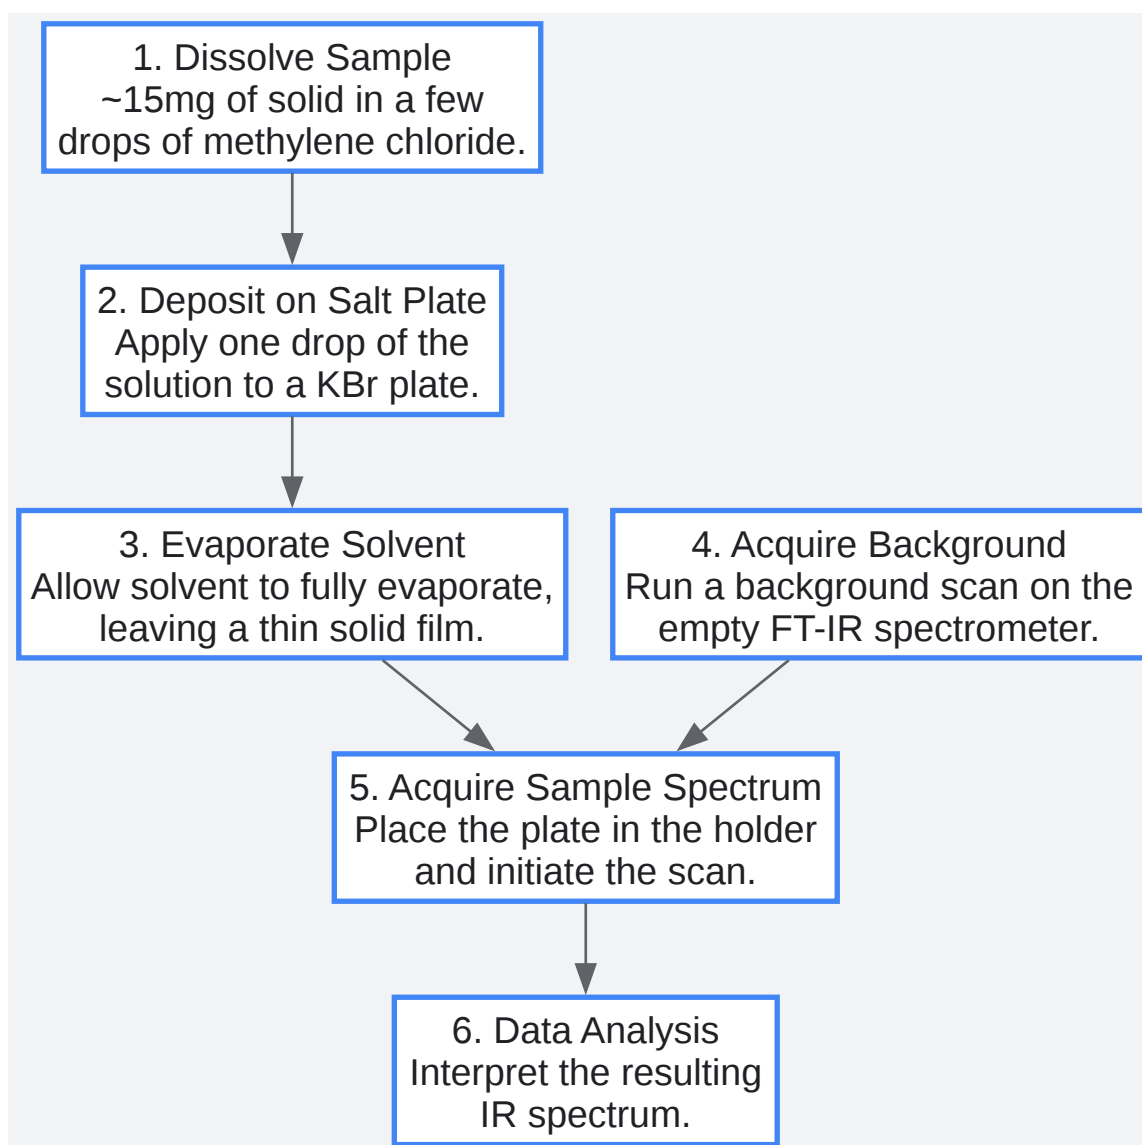 1. Dissolve Sample
~15mg of solid in a few
drops of methylene chloride.
2. Deposit on Salt Plate
Apply one drop of the
solution to a KBr plate.
3. Evaporate Solvent
Allow solvent to fully evaporate,
leaving a thin solid film.
4. Acquire Background
Run a background scan on the
empty FT-IR spectrometer.
5. Acquire Sample Spectrum
Place the plate in the holder
and initiate the scan.
6. Data Analysis
Interpret the resulting
IR spectrum.